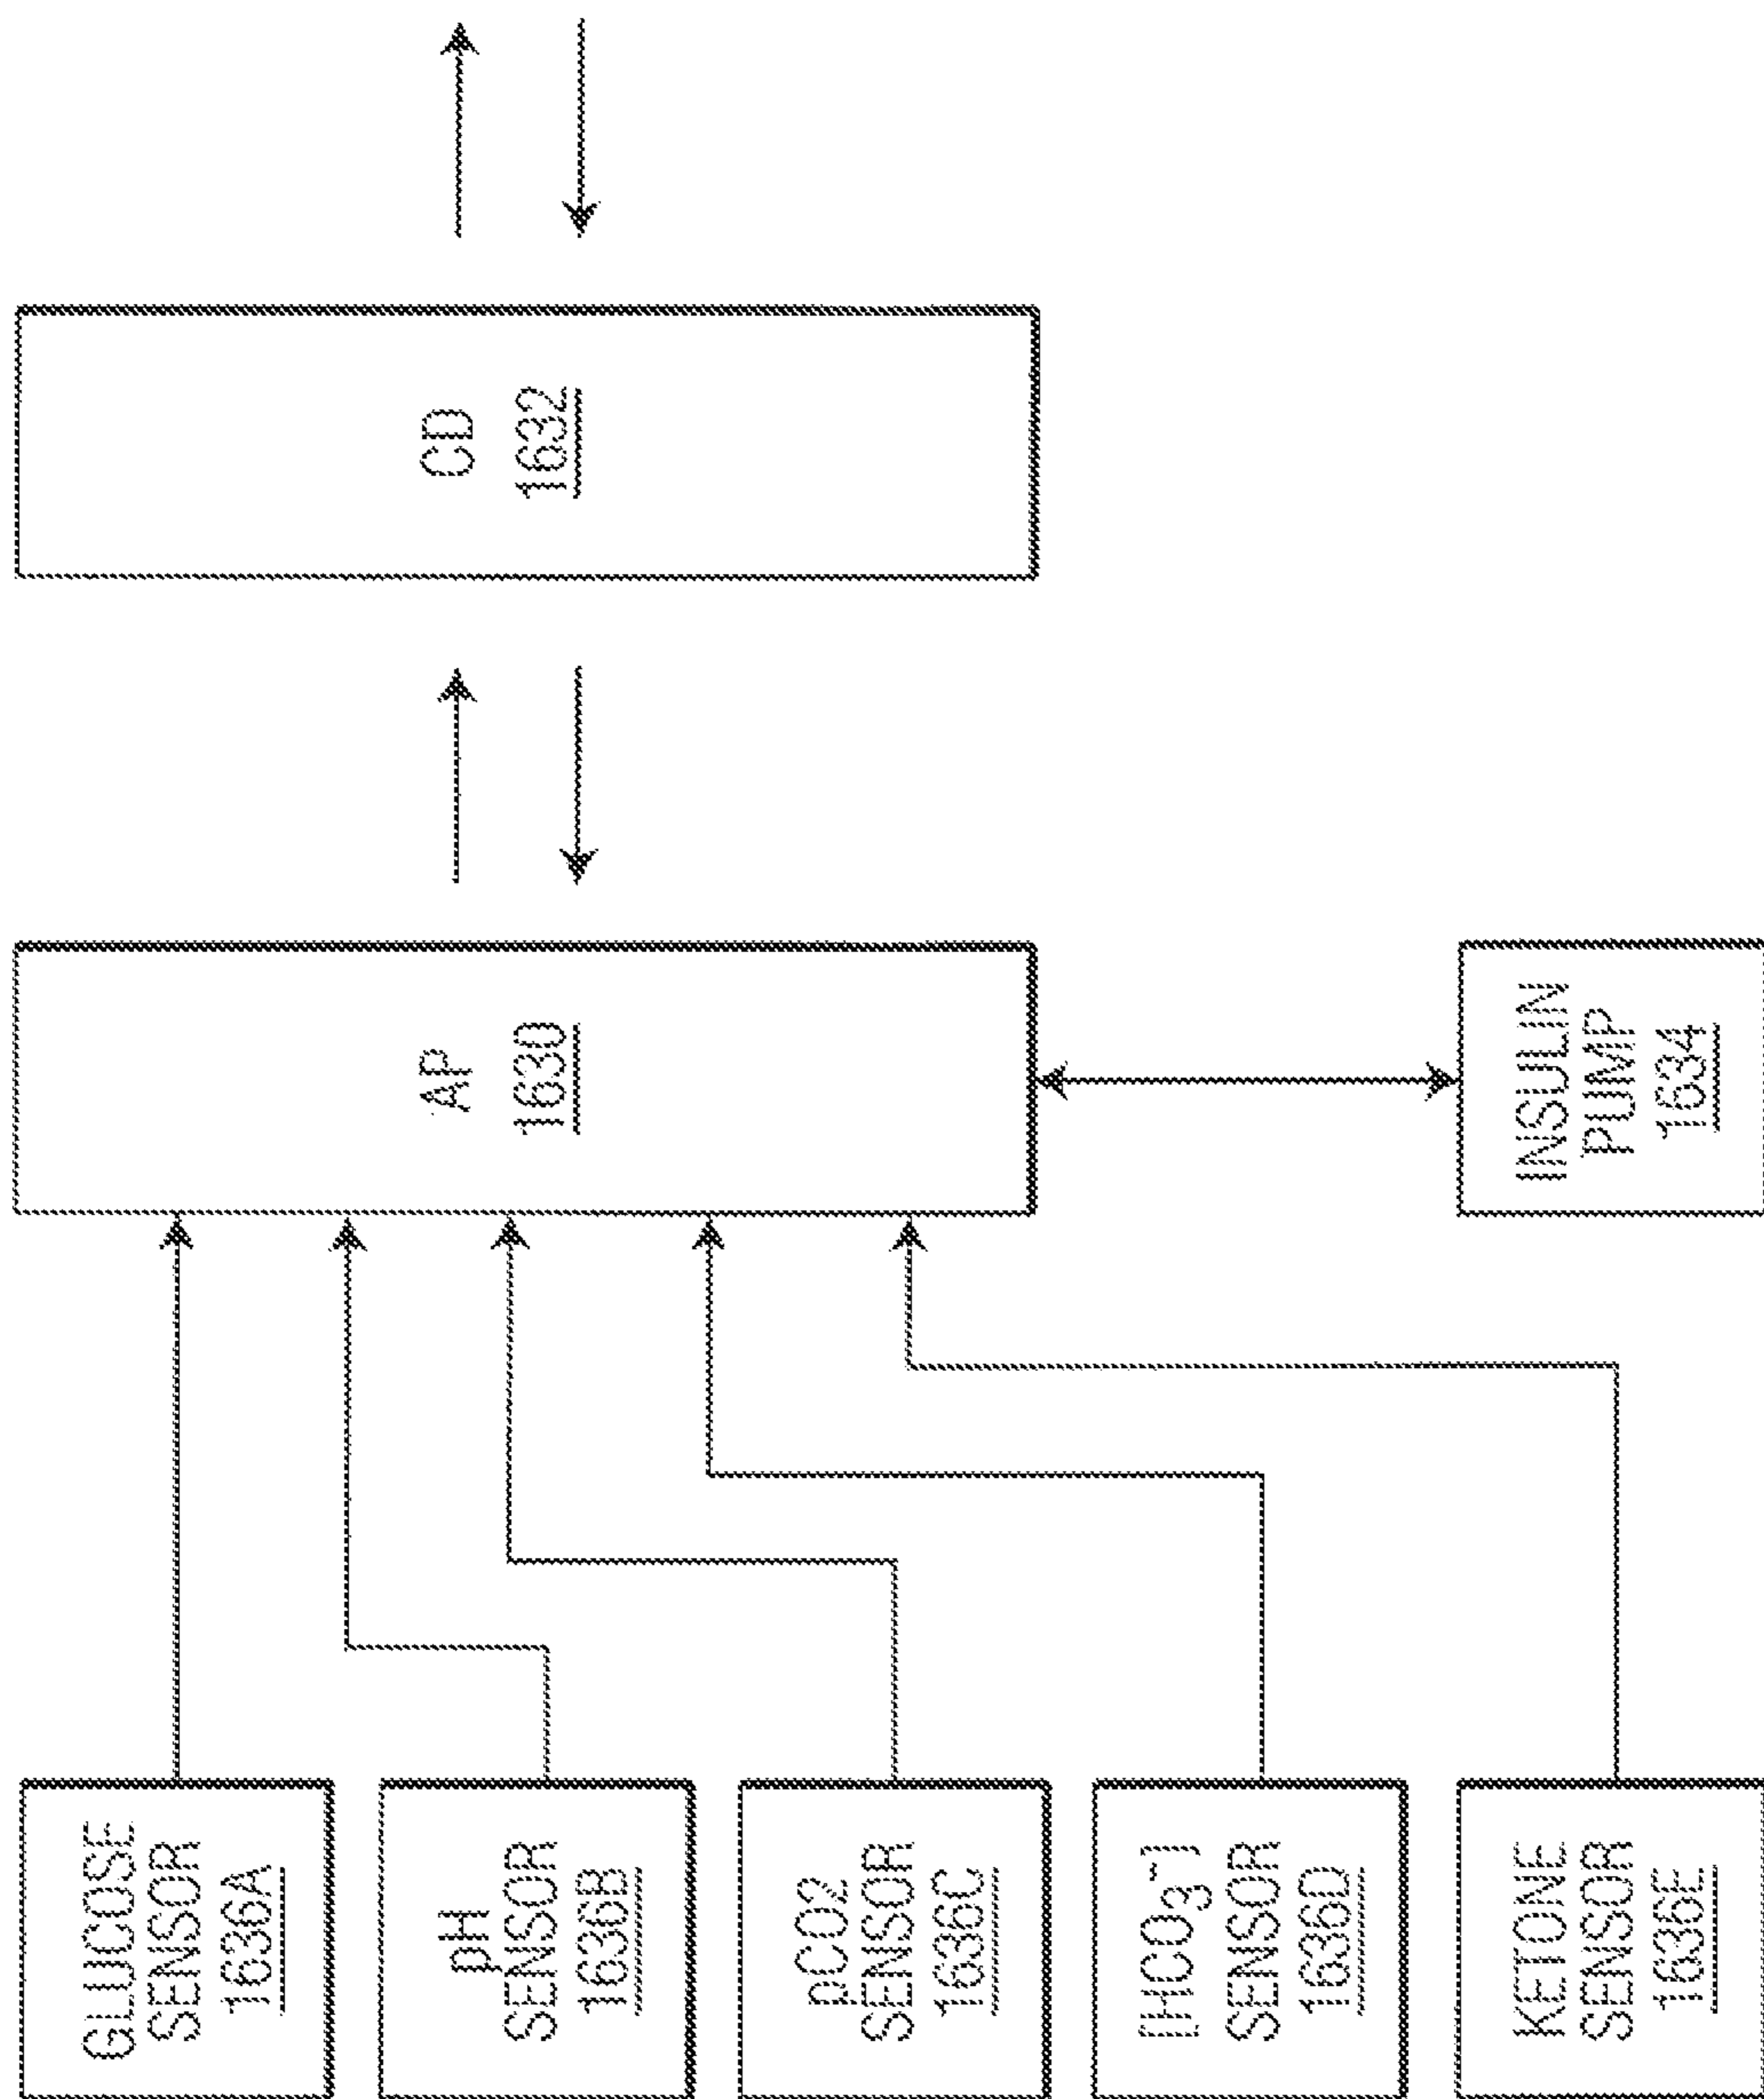 GLUCOSE
SENSOR
1636A
pH
SENSOR
1636B
pCO2
SENSOR
1636C
[HCO₃⁻]
SENSOR
1636D
KETONE
SENSOR
1636E
AP
1630
INSULIN
PUMP
1634
CD
1632